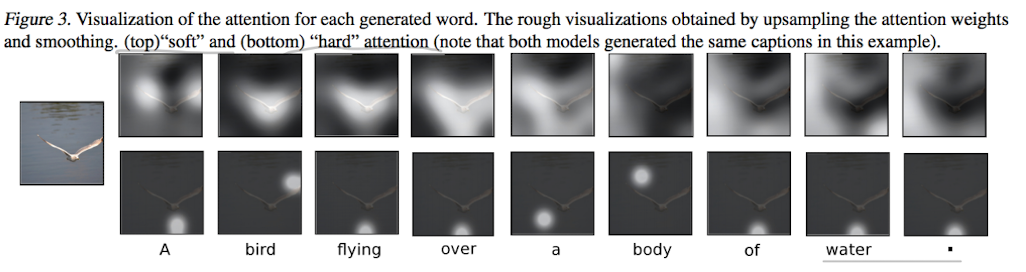 Figure 3. Visualization of the attention for each generated word. The rough visualizations obtained by upsampling the attention weights
and smoothing. (top)“soft” and (bottom) “hard” attention (note that both models generated the same captions in this example).
A bird flying over a body of water .